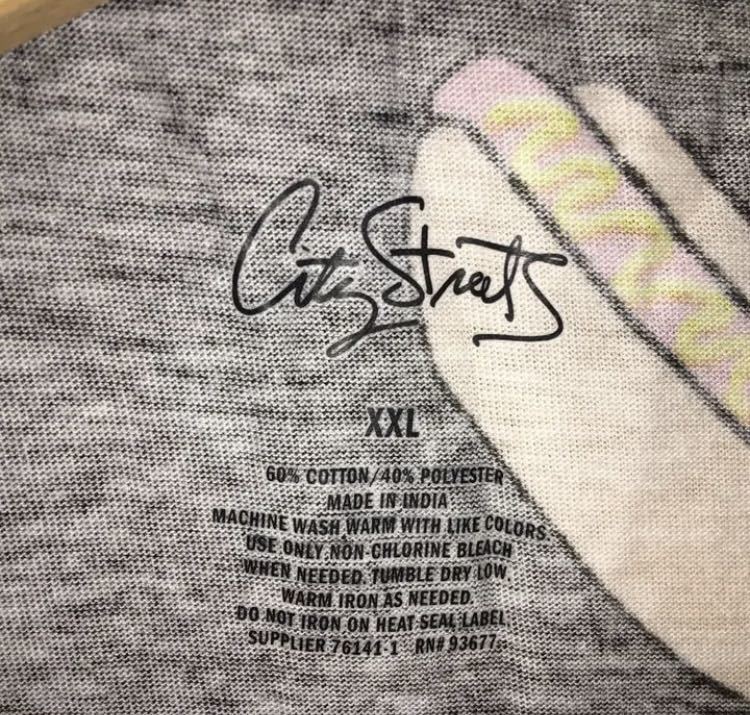 City Streets
XXL
60% COTTON/40% POLYESTER
MADE IN INDIA
MACHINE WASH WARM WITH LIKE COLORS.
USE ONLY NON-CHLORINE BLEACH
WHEN NEEDED. TUMBLE DRY LOW.
WARM IRON AS NEEDED.
DO NOT IRON ON HEAT SEAL LABEL.
SUPPLIER 76141-1 RN# 93677